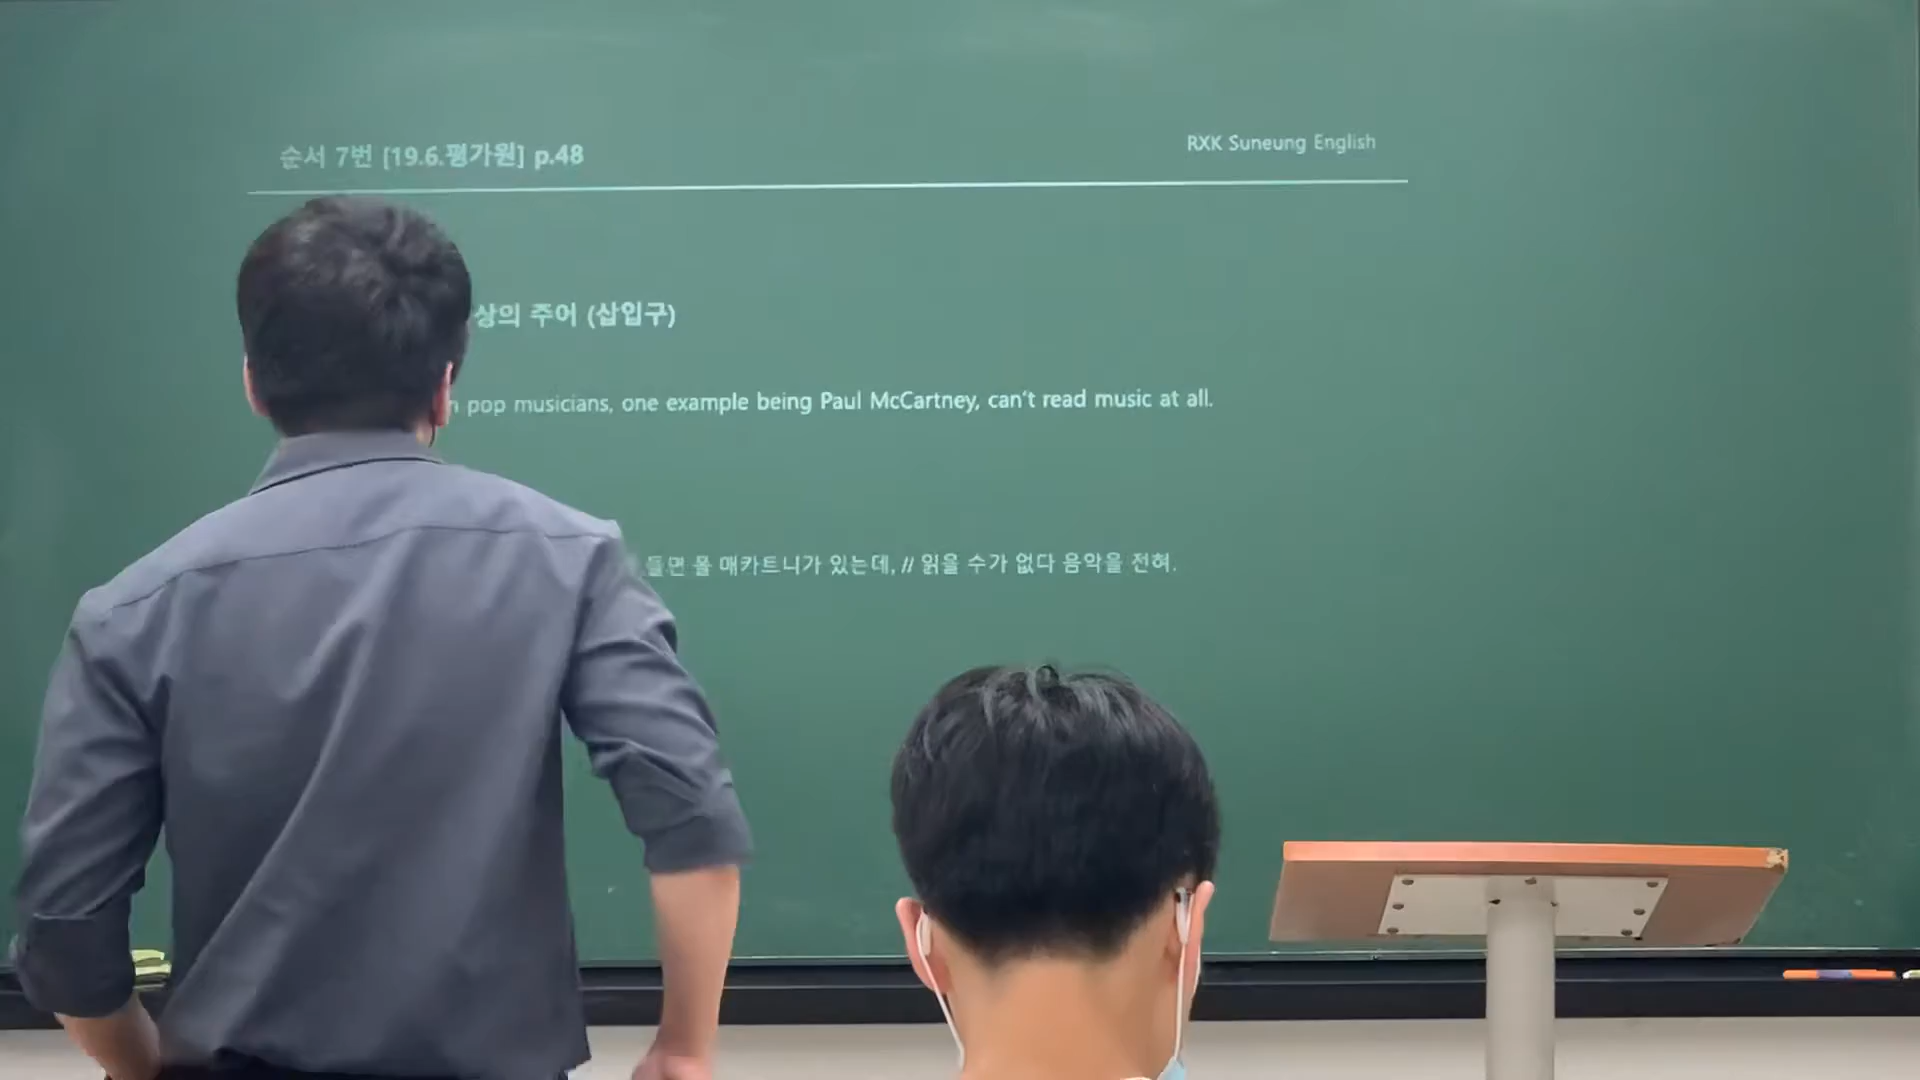 순서 7번 [19.6.평가원] p.48
RXK Suneung English
상의 주어 (삽입구)
pop musicians, one example being Paul McCartney, can't read music at all.
들면 폴 매카트니가 있는데, // 읽을 수가 없다 음악을 전혀.